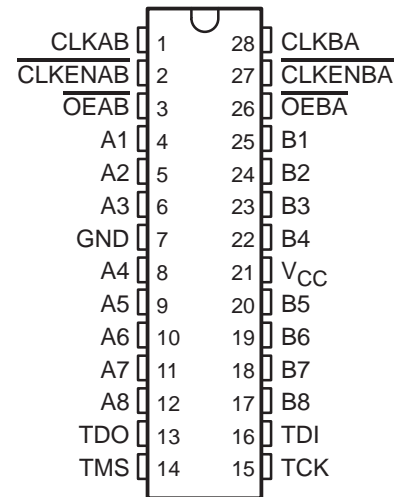 CLKAB 1 28 CLKBA
CLKENAB 2 27 CLKENBA
OEAB 3 26 OEBA
A1 4 25 B1
A2 5 24 B2
A3 6 23 B3
GND 7 22 B4
A4 8 21 VCC
A5 9 20 B5
A6 10 19 B6
A7 11 18 B7
A8 12 17 B8
TDO 13 16 TDI
TMS 14 15 TCK